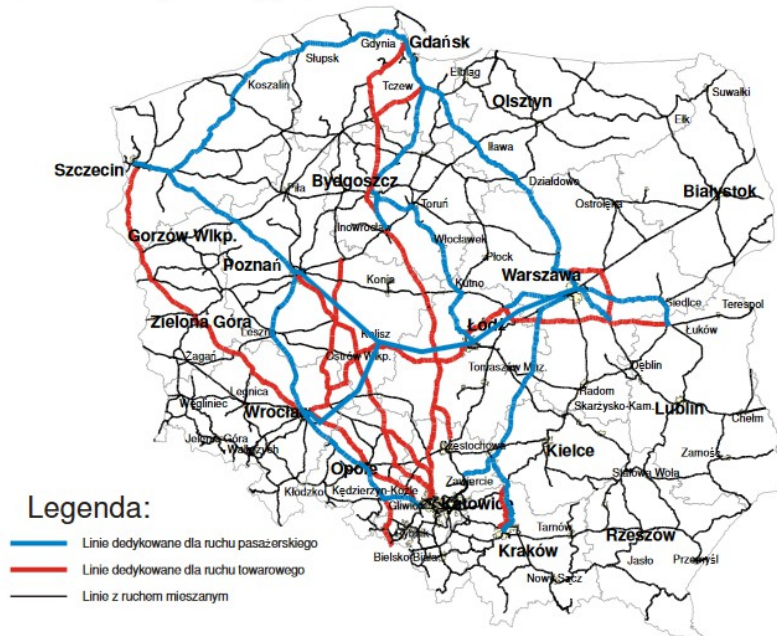 Gdynia
Gdańsk
Słupsk
Koszalin
Tczew
Elbląg
Olsztyn
Suwałki
Ełk
Szczecin
Iława
Piła
Bydgoszcz
Działdowo
Toruń
Ostrołęka
Białystok
Gorzów Wlkp.
Inowrocław
Włocławek
Płock
Poznań
Konin
Kutno
Warszawa
Siedlce
Terespol
Zielona Góra
Leszno
Kalisz
Łódź
Łuków
Ostrów Wlkp.
Żagań
Tomaszów Maz.
Dęblin
Legnica
Radom
Węgliniec
Wrocła
Skarżysko-Kam.
Lublin
Chełm
Jelenia Góra
Wałbrzych
Częstochowa
Kielce
Zamość
Opole
Stalowa Wola
Kłodzko
Kędzierzyn-Koźle
Zawiercie
Gliwice
Katowice
Rybnik
Tarnów
Rzeszów
Bielsko-Biała
Kraków
Jasło
Przemyśl
Nowy Sącz
Legenda:
Linie dedykowane dla ruchu pasażerskiego
Linie dedykowane dla ruchu towarowego
Linie z ruchem mieszanym